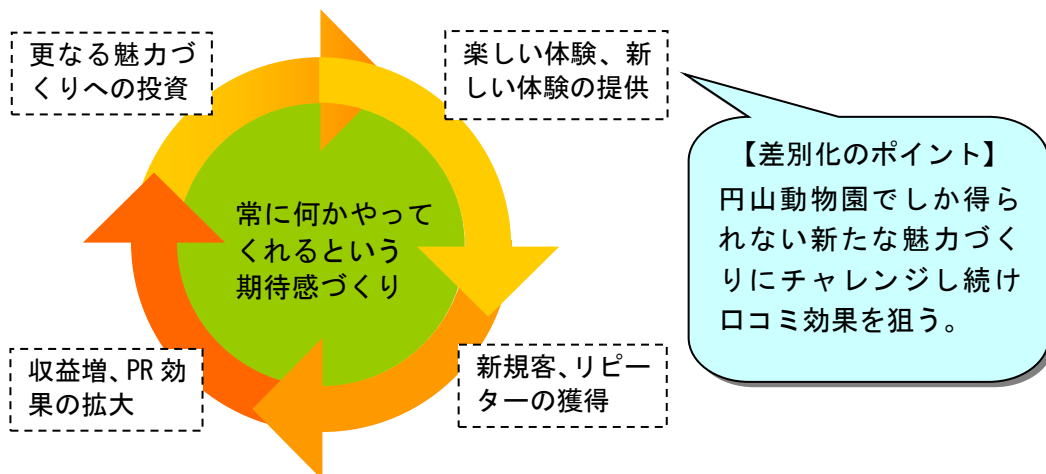 更なる魅力づ
くりへの投資
楽しい体験、新
しい体験の提供
【差別化のポイント】
円山動物園でしか得ら
れない新たな魅力づく
りにチャレンジし続け
口コミ効果を狙う。
常に何かやって
くれるという
期待感づくり
収益増、PR 効
果の拡大
新規客、リピー
ターの獲得